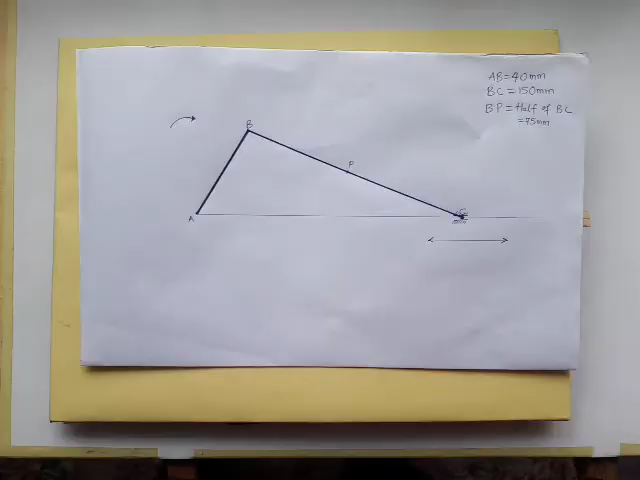 AB=40mm
BC=150mm
BP=Half of BC
=75mm
B
P
A
C